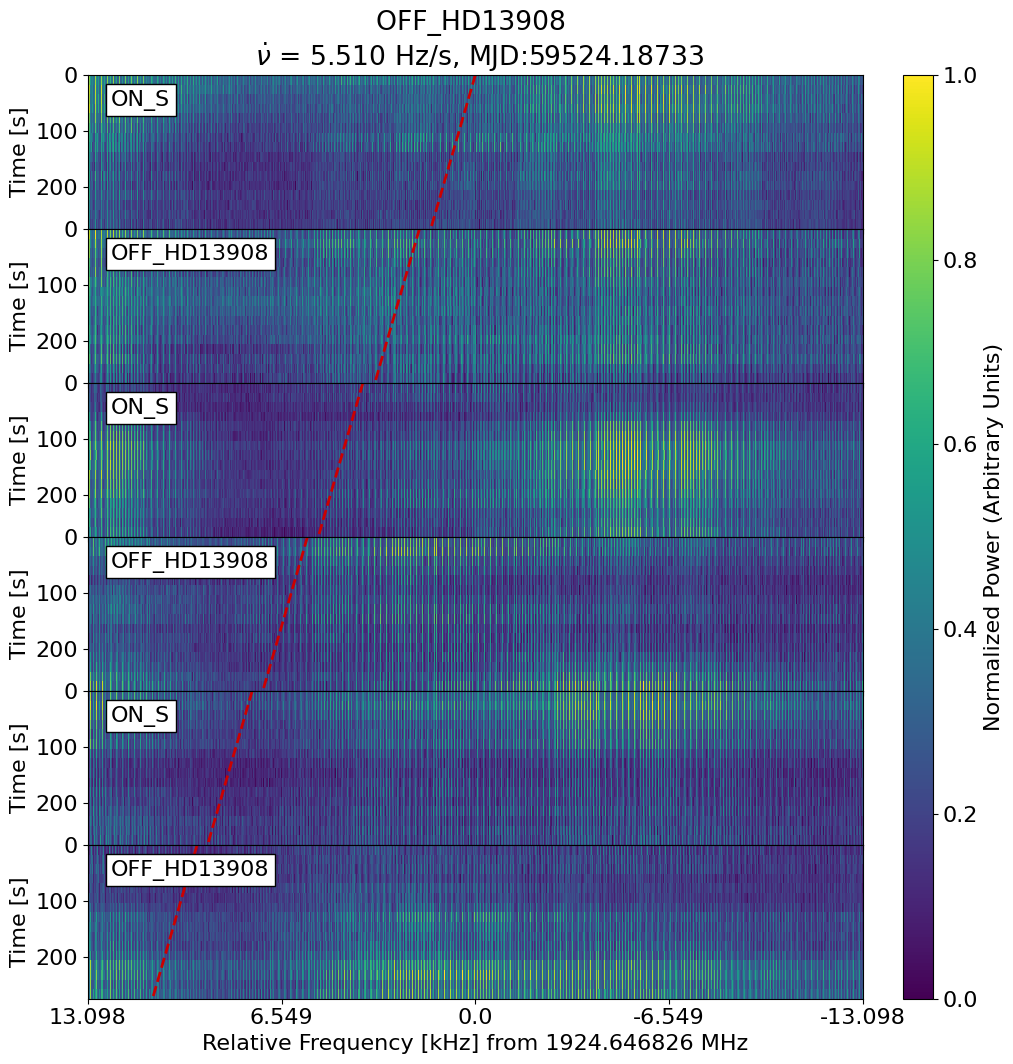 OFF_HD13908
ν̇ = 5.510 Hz/s, MJD:59524.18733
0
ON_S
Time [s]
100
200
0
OFF_HD13908
Time [s]
100
200
0
ON_S
Time [s]
100
200
0
OFF_HD13908
Time [s]
100
200
0
ON_S
Time [s]
100
200
0
OFF_HD13908
Time [s]
100
200
13.098 6.549 0.0 -6.549 -13.098
Relative Frequency [kHz] from 1924.646826 MHz
1.0
0.8
0.6
0.4
0.2
0.0
Normalized Power (Arbitrary Units)